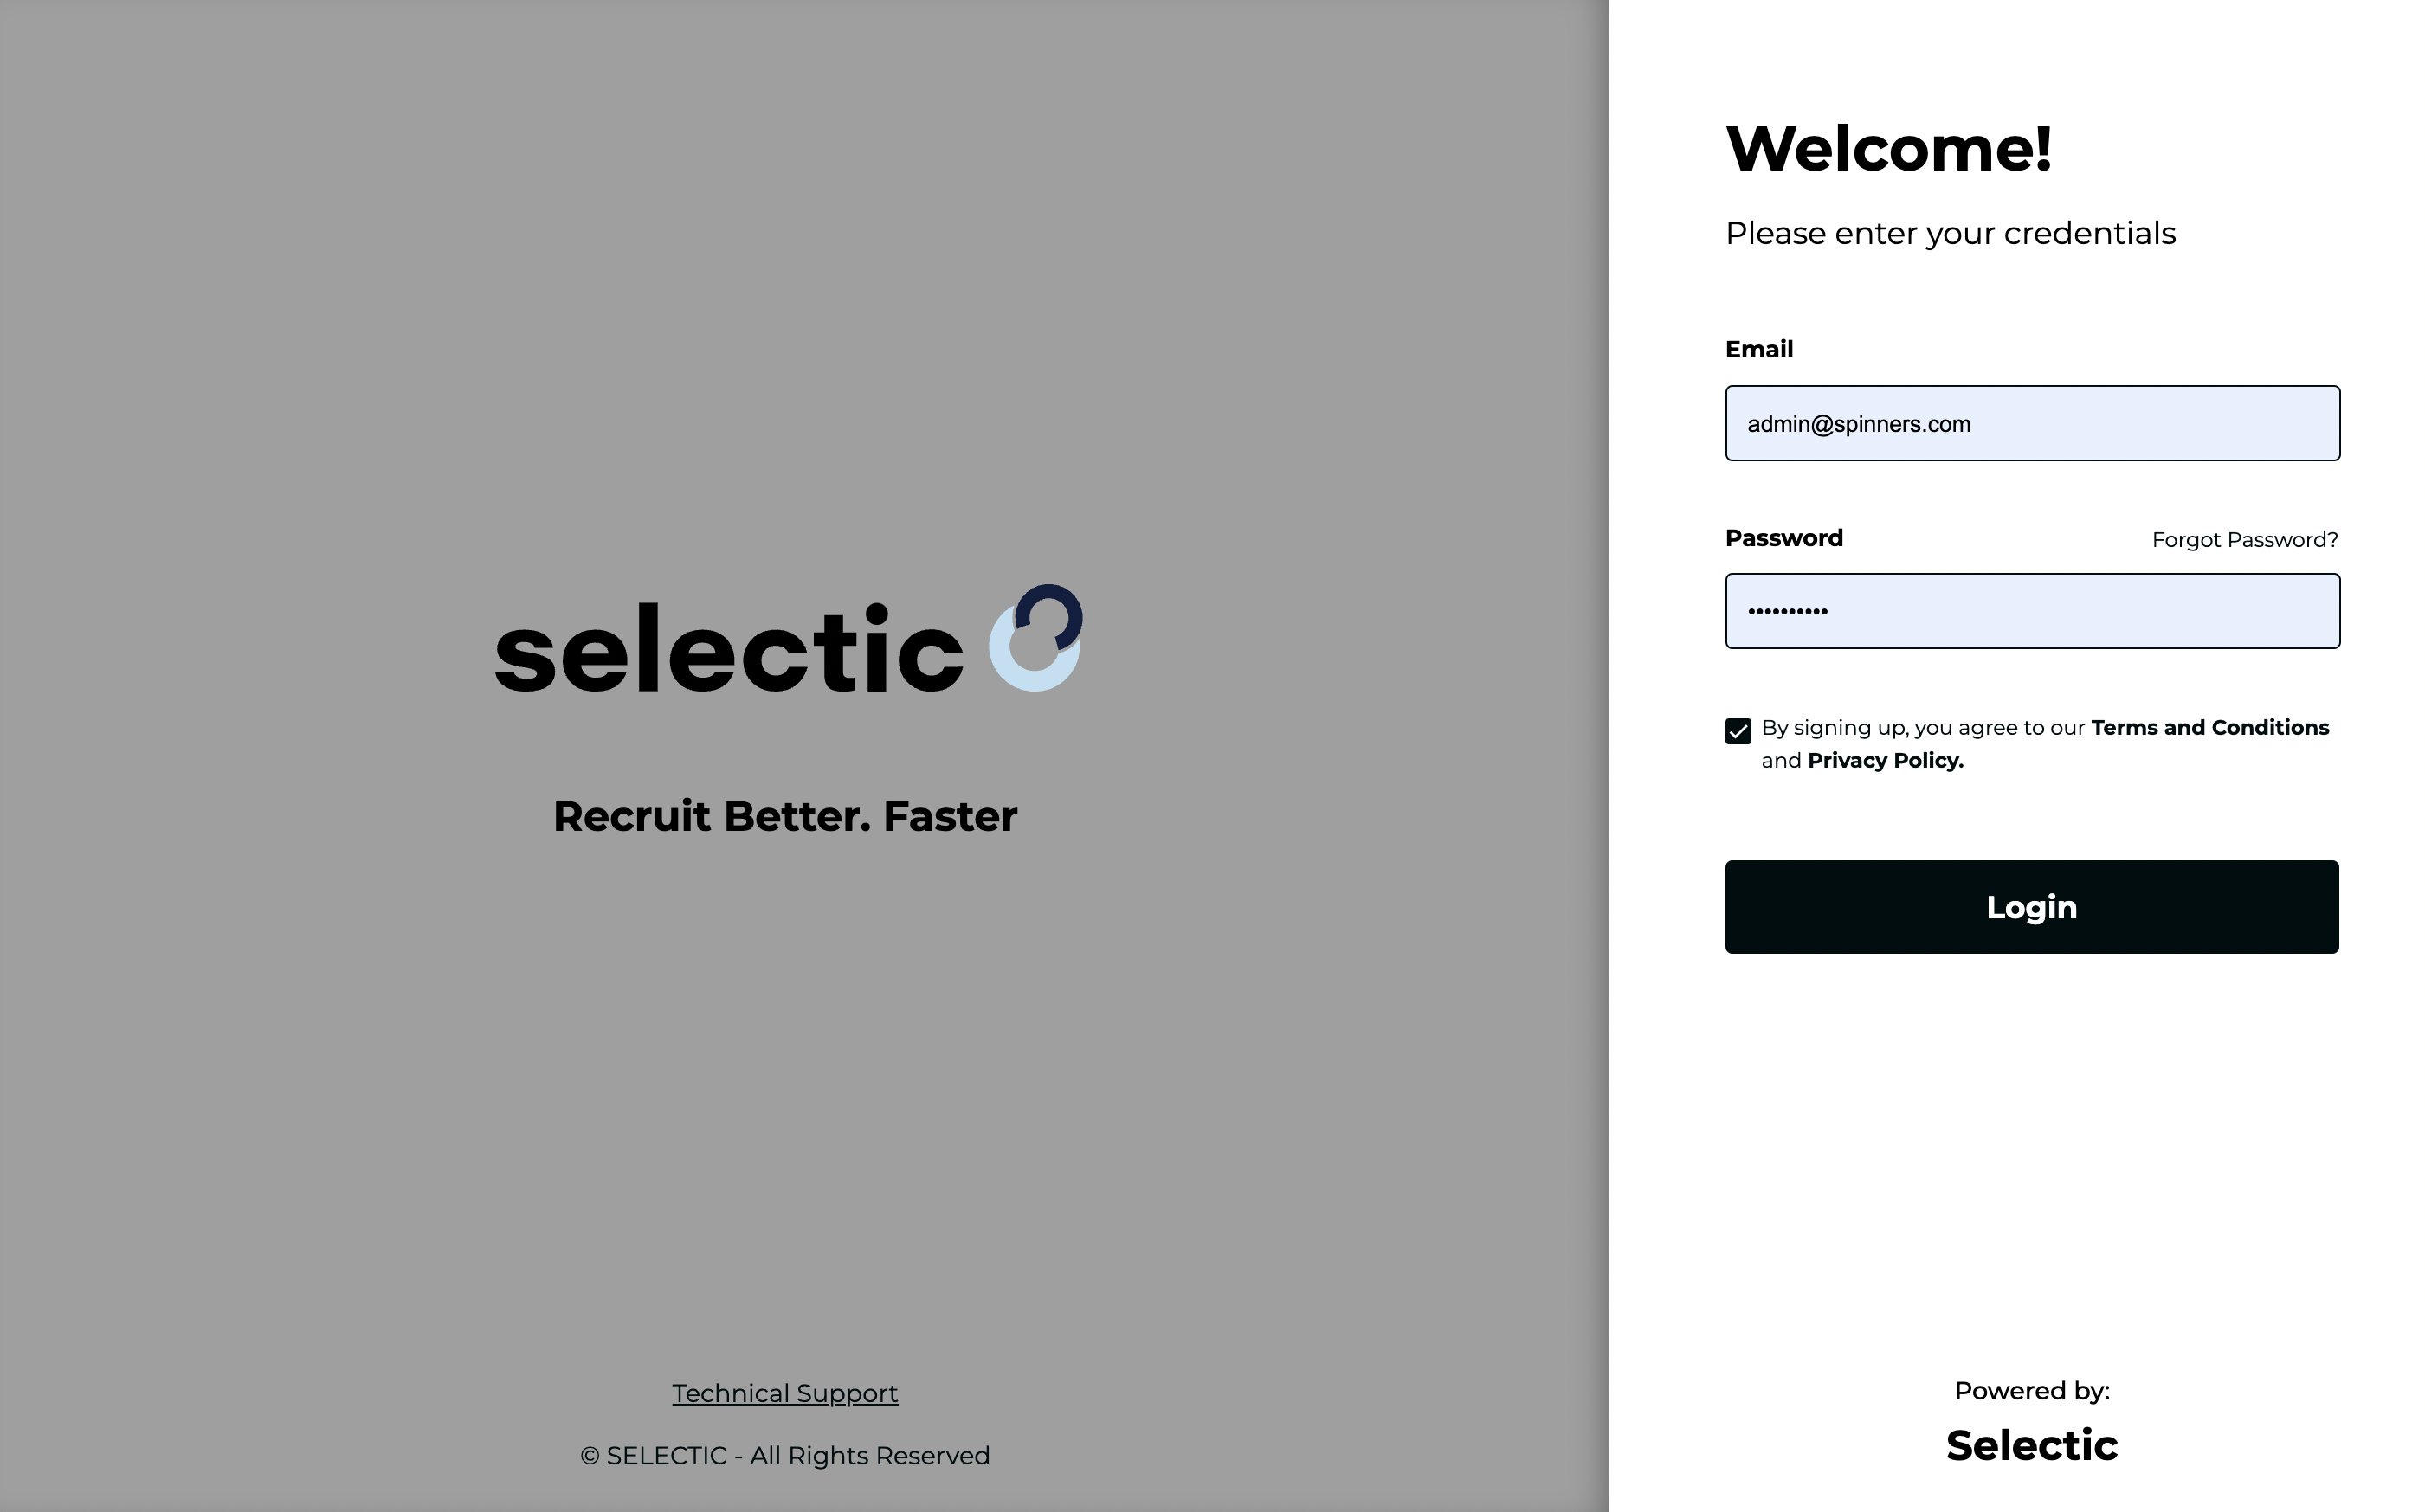 selectic
Recruit Better. Faster
Technical Support
© SELECTIC - All Rights Reserved
Welcome!
Please enter your credentials
Email
admin@spinners.com
Password
Forgot Password?
••••••••••
By signing up, you agree to our Terms and Conditions
and Privacy Policy.
Login
Powered by:
Selectic